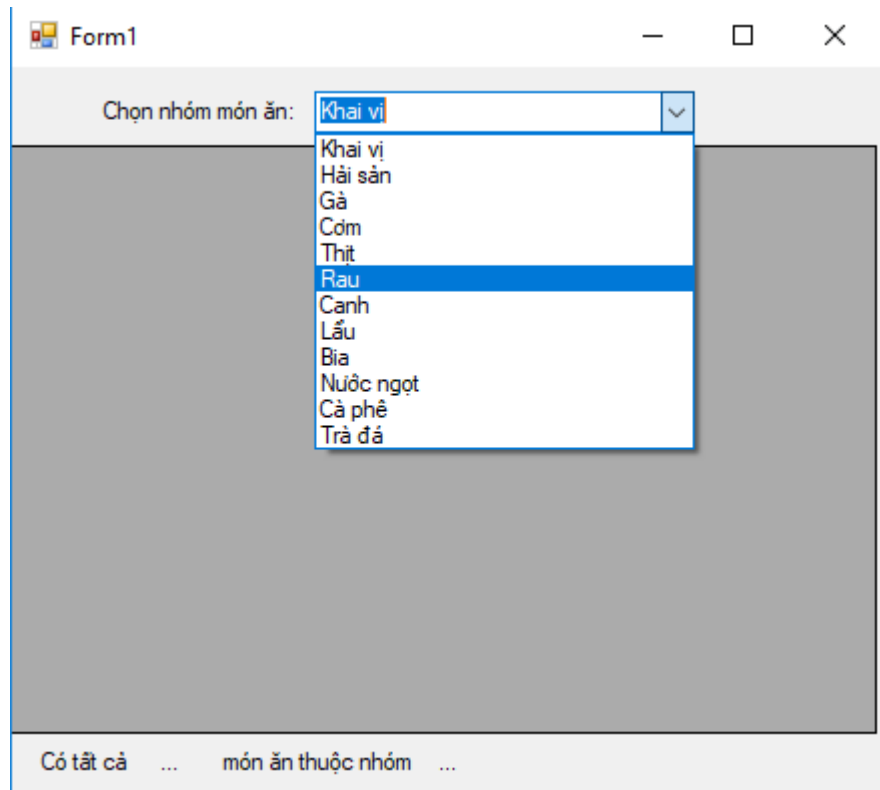 Form1
Chọn nhóm món ăn: Khai vị
Khai vị
Hải sản
Gà
Cơm
Thịt
Rau
Canh
Lẩu
Bia
Nước ngọt
Cà phê
Trà đá
Có tất cả ... món ăn thuộc nhóm ...